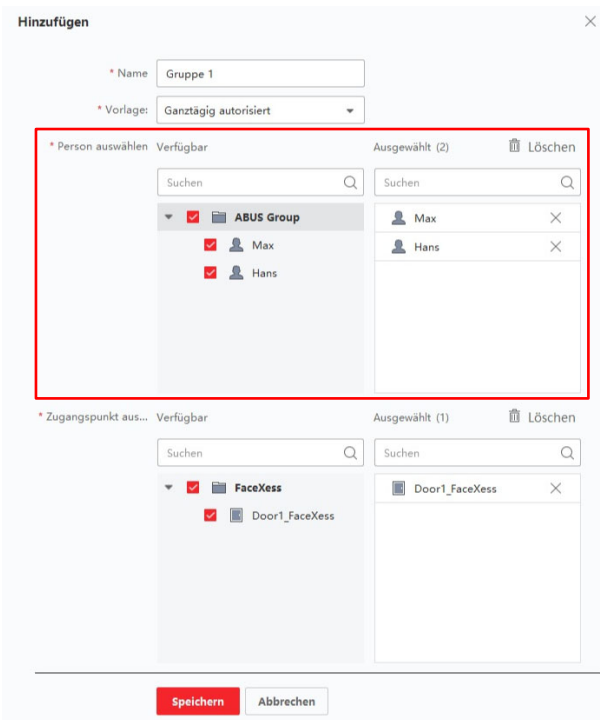 Hinzufügen
* Name Gruppe 1
* Vorlage: Ganztägig autorisiert
* Person auswählen Verfügbar Ausgewählt (2) Löschen
Suchen Suchen
ABUS Group Max
Max Hans
Hans
* Zugangspunkt aus... Verfügbar Ausgewählt (1) Löschen
Suchen Suchen
FaceXess Door1_FaceXess
Door1_FaceXess
Speichern Abbrechen